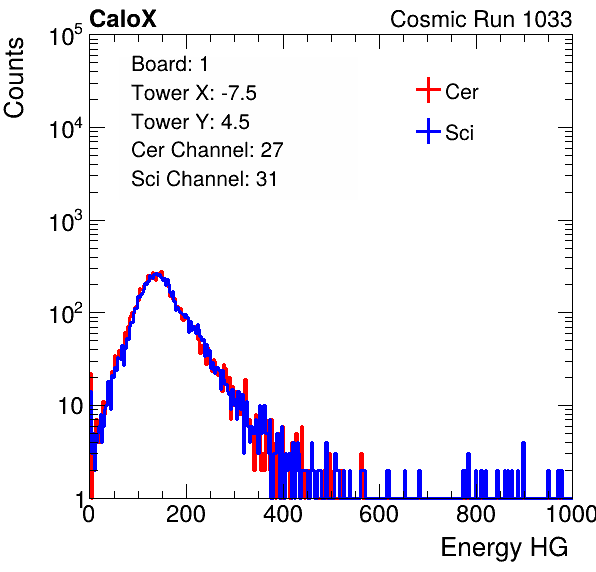 CaloX
Cosmic Run 1033
Counts
10^5
10^4
10^3
10^2
10
1
Board: 1
Tower X: -7.5
Tower Y: 4.5
Cer Channel: 27
Sci Channel: 31
Cer
Sci
0
200
400
600
800
1000
Energy HG